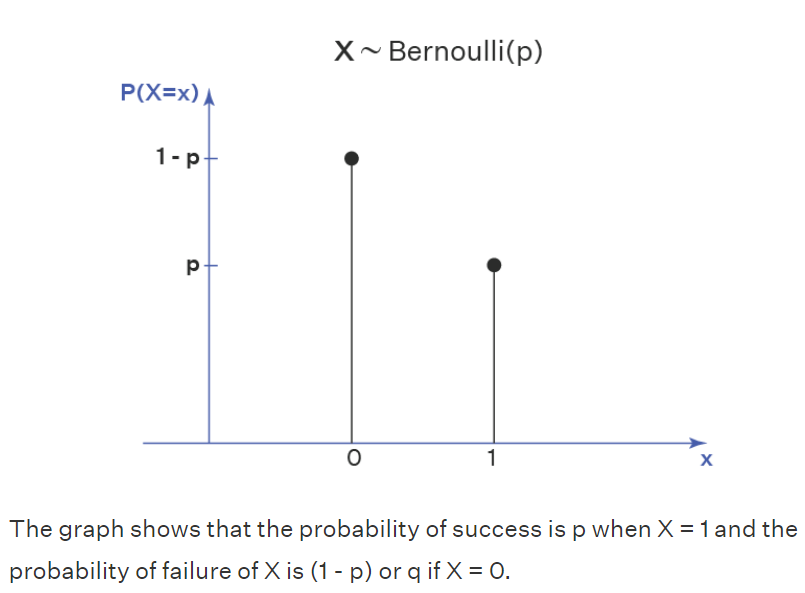 X ~ Bernoulli(p)
P(X=x)
1 - p
p
0
1
x
The graph shows that the probability of success is p when X = 1 and the
probability of failure of X is (1 - p) or q if X = 0.